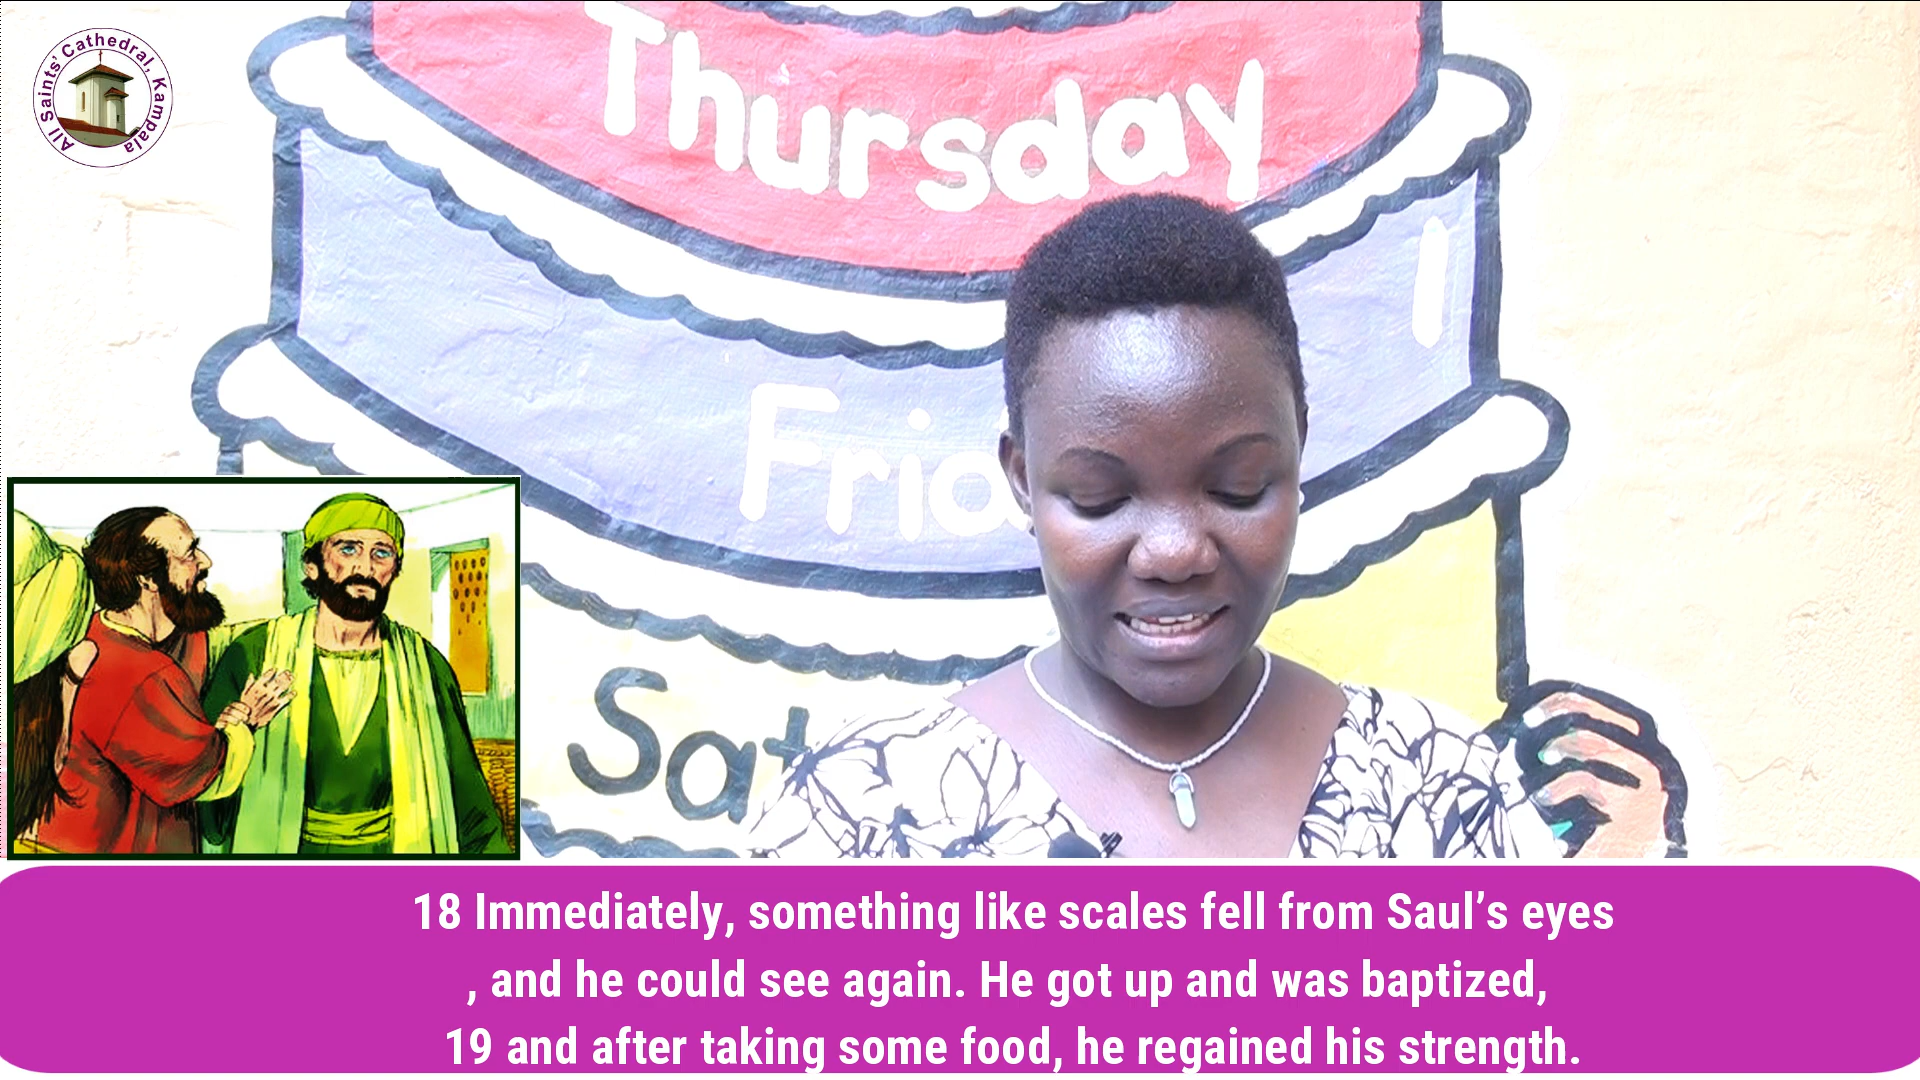 All Saints' Cathedral, Kampala
Thursday
Frid
Sat
18 Immediately, something like scales fell from Saul’s eyes
, and he could see again. He got up and was baptized,
19 and after taking some food, he regained his strength.